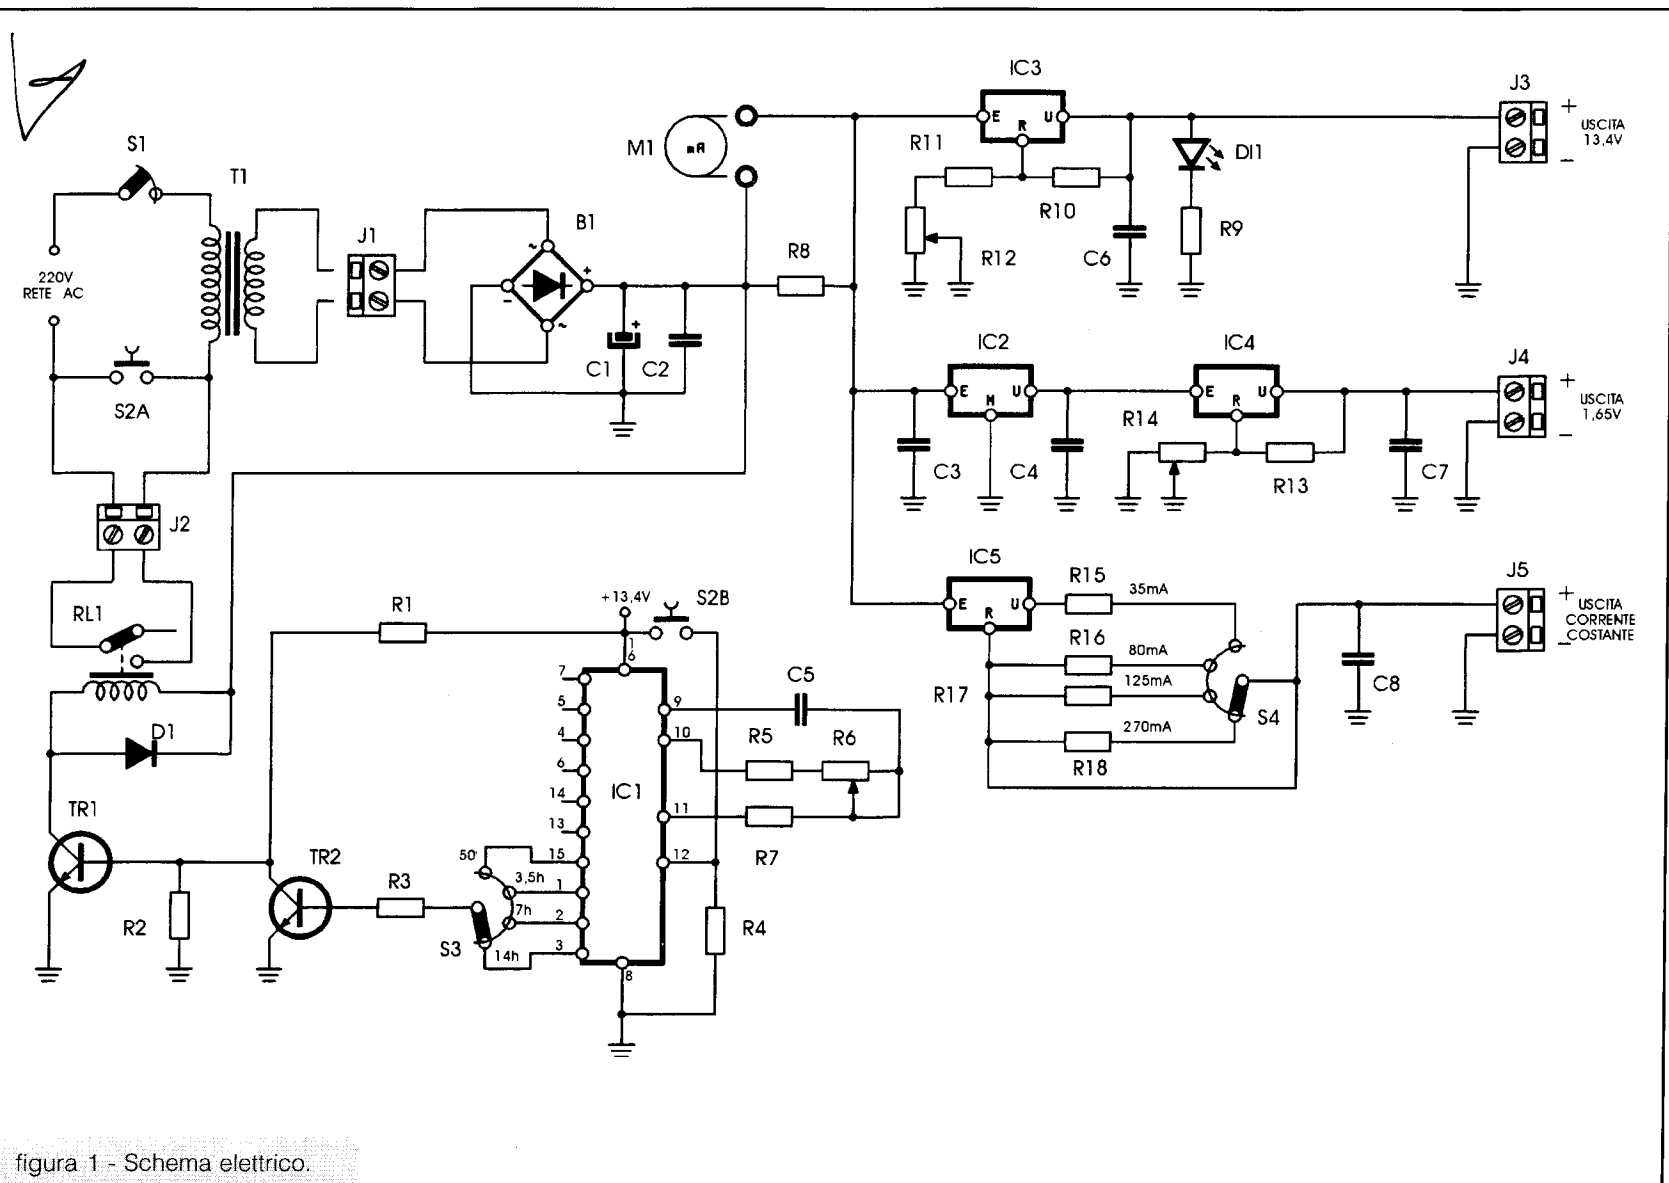 S1
T1
220V
RETE AC
S2A
J1
B1
~
+
-
~
+
C1
C2
M1
mA
R8
IC3
E
U
R
R11
R10
R12
C6
DI1
R9
J3
+
USCITA
13,4V
-
IC2
E
U
M
C3
C4
IC4
E
U
R
R14
R13
C7
J4
+
USCITA
1,65V
-
IC5
E
U
R
R15
35mA
R16
80mA
125mA
R17
270mA
R18
S4
C8
J5
+
USCITA
CORRENTE
COSTANTE
-
J2
RL1
D1
TR1
R2
TR2
R1
R3
S3
50'
3,5h
7h
14h
+13,4V
S2B
16
7
5
4
6
14
13
15
1
2
3
IC1
9
10
11
12
8
C5
R5
R6
R7
R4
figura 1 - Schema elettrico.